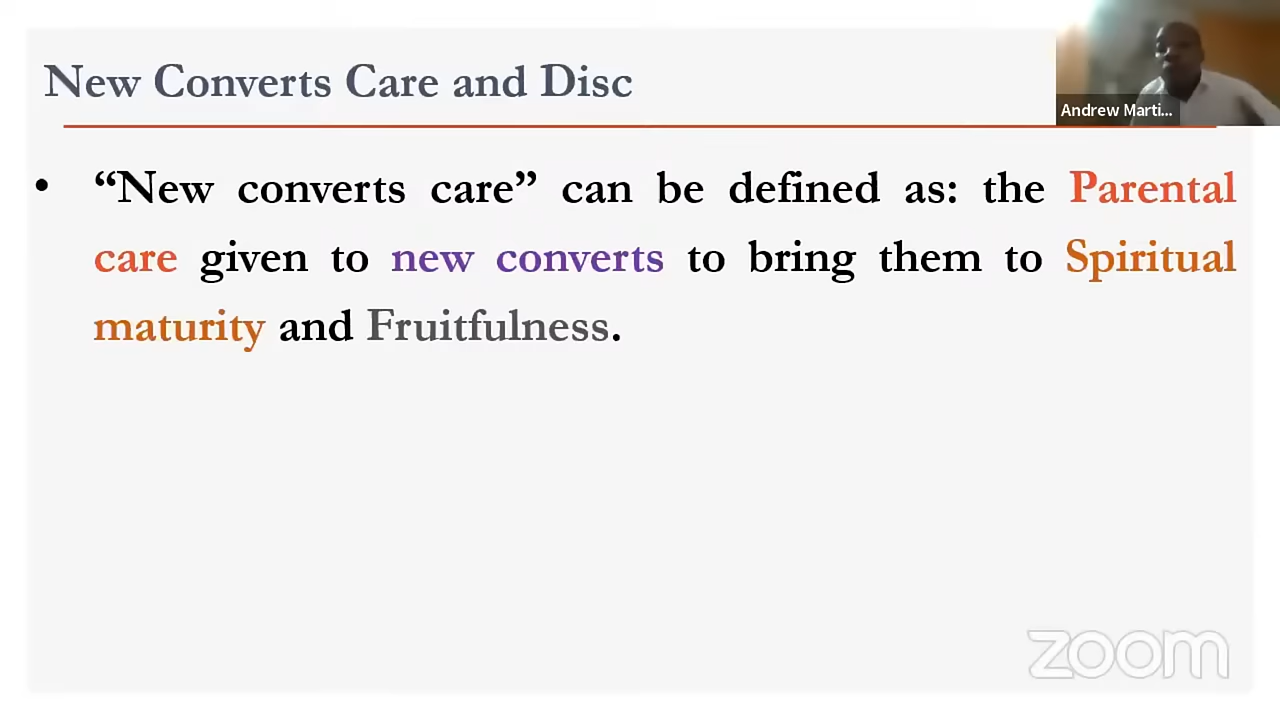 New Converts Care and Disc
Andrew Marti...
• “New converts care” can be defined as: the Parental
care given to new converts to bring them to Spiritual
maturity and Fruitfulness.
zoom